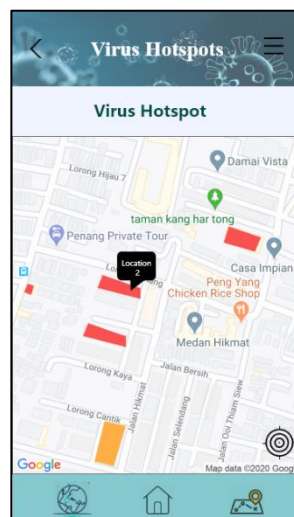 Virus Hotspots
Virus Hotspot
Damai Vista
Lorong Hijau 7
taman kang har tong
Penang Private Tour
Location
2
Casa Impian
Peng Yang
Chicken Rice Shop
Medan Hikmat
Lorong Kaya
Jalan Bersih
Lorong Cantik
Jalan Hikmat
Jalan Selendang
Jalan Ooi Thiam Siew
Google
Map data ©2020 Goog